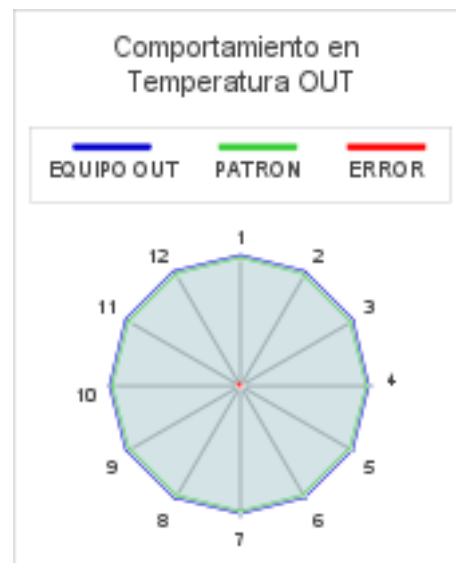 Comportamiento en
Temperatura OUT
EQUIPO OUT PATRON ERROR
1
12 2
11 3
10 4
9 5
8 6
7